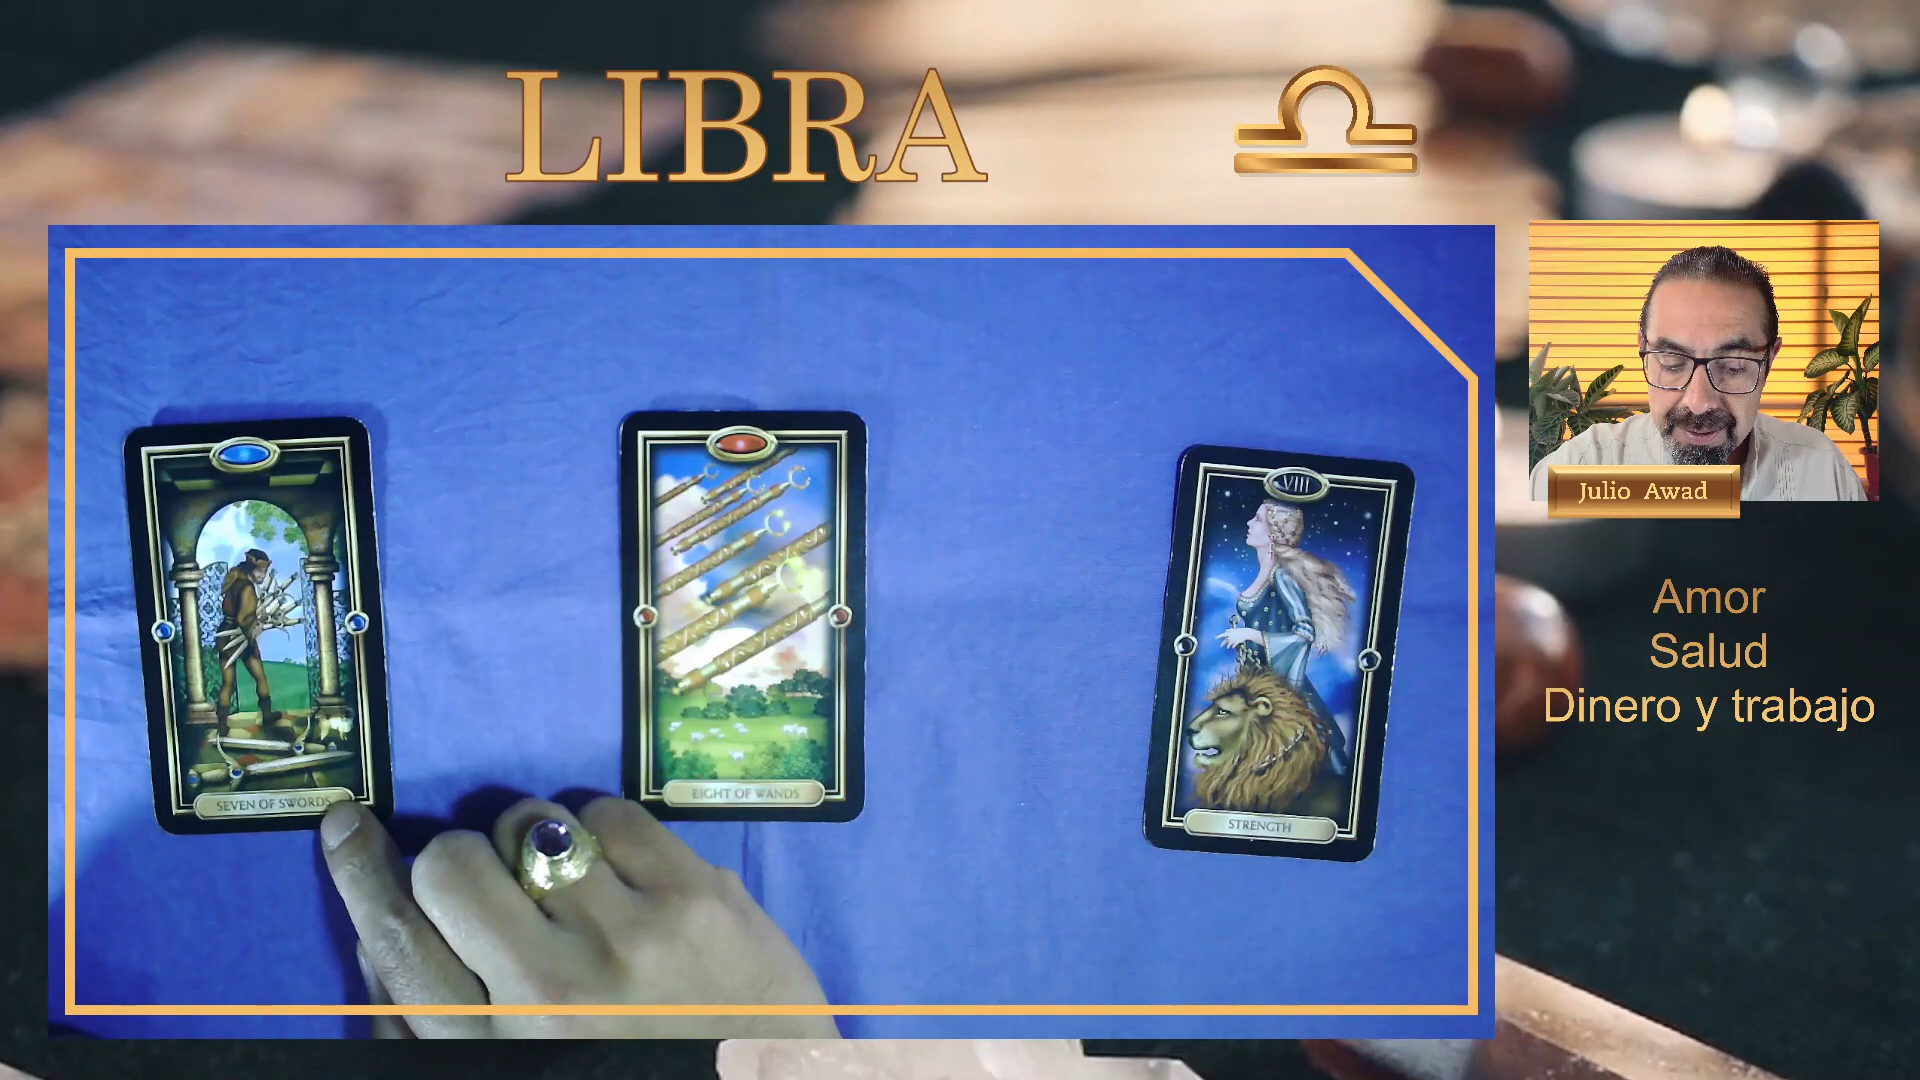 LIBRA
SEVEN OF SWORDS
EIGHT OF WANDS
VIII
STRENGTH
Julio Awad
Amor
Salud
Dinero y trabajo